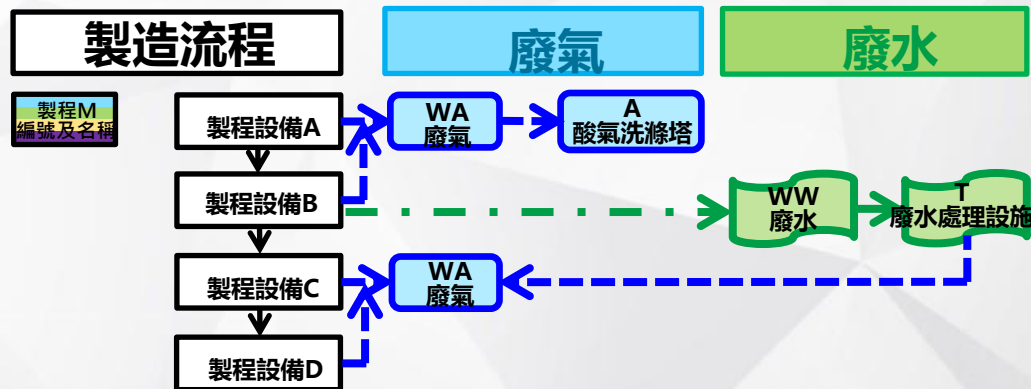 製造流程
廢氣
廢水
製程M
編號及名稱
製程設備A
WA
廢氣
A
酸氣洗滌塔
製程設備B
WW
廢水
T
廢水處理設施
製程設備C
WA
廢氣
製程設備D